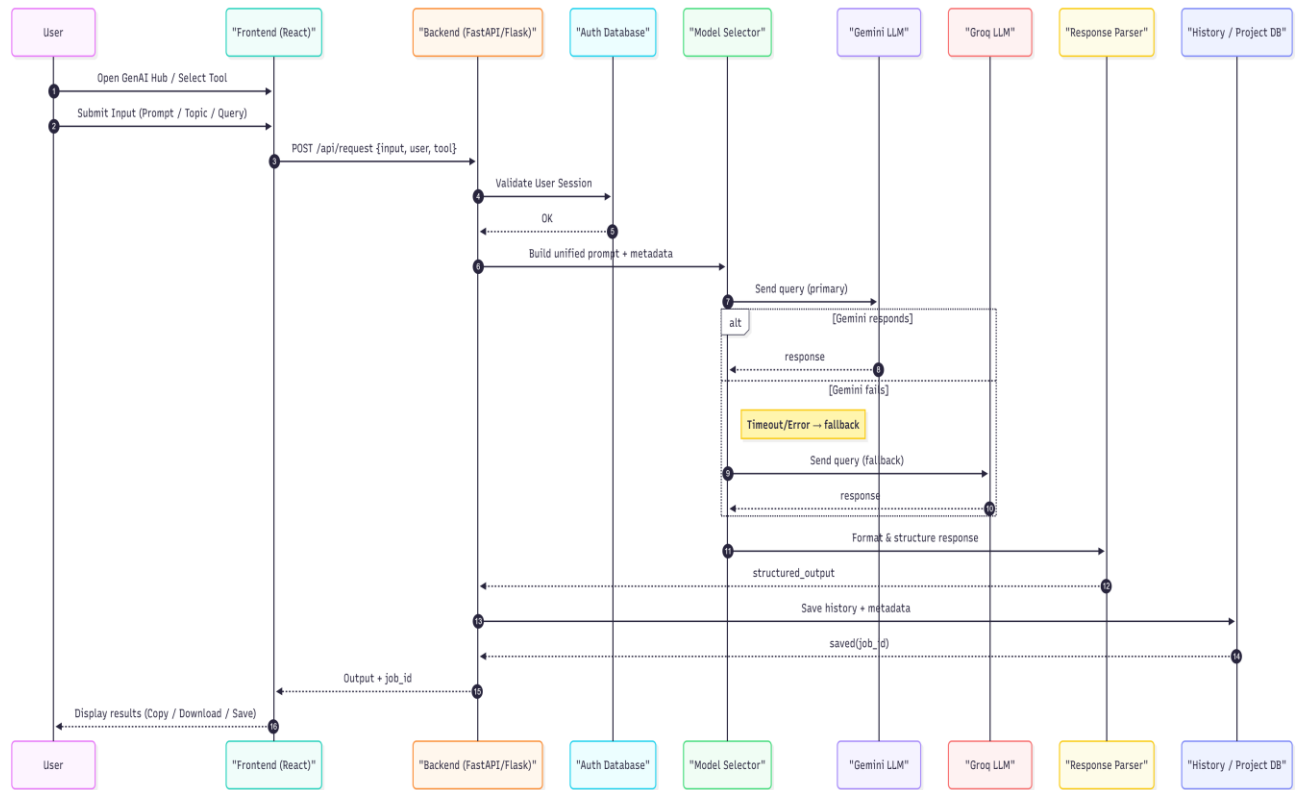 User
"Frontend (React)"
"Backend (FastAPI/Flask)"
"Auth Database"
"Model Selector"
"Gemini LLM"
"Groq LLM"
"Response Parser"
"History / Project DB"
Open GenAI Hub / Select Tool
1
Submit Input (Prompt / Topic / Query)
2
POST /api/request {input, user, tool}
3
Validate User Session
4
OK
5
Build unified prompt + metadata
6
Send query (primary)
7
alt
[Gemini responds]
response
8
[Gemini fails]
Timeout/Error → fallback
Send query (fallback)
9
response
10
Format & structure response
11
structured_output
12
Save history + metadata
13
saved(job_id)
14
Output + job_id
15
Display results (Copy / Download / Save)
16
User
"Frontend (React)"
"Backend (FastAPI/Flask)"
"Auth Database"
"Model Selector"
"Gemini LLM"
"Groq LLM"
"Response Parser"
"History / Project DB"